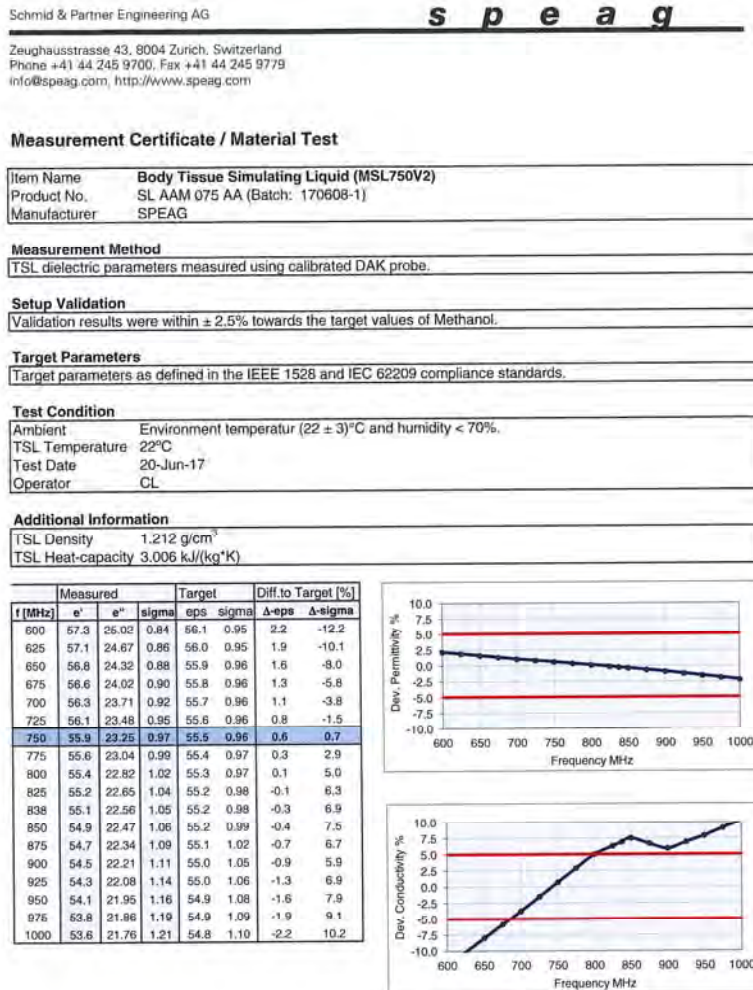 Schmid & Partner Engineering AG
s p e a g
Zeughausstrasse 43, 8004 Zurich, Switzerland
Phone +41 44 245 9700, Fax +41 44 245 9779
info@speag.com, http://www.speag.com
Measurement Certificate / Material Test
Item Name Body Tissue Simulating Liquid (MSL750V2)
Product No. SL AAM 075 AA (Batch: 170608-1)
Manufacturer SPEAG
Measurement Method
TSL dielectric parameters measured using calibrated DAK probe.
Setup Validation
Validation results were within ± 2.5% towards the target values of Methanol.
Target Parameters
Target parameters as defined in the IEEE 1528 and IEC 62209 compliance standards.
Test Condition
Ambient Environment temperatur (22 ± 3)°C and humidity < 70%.
TSL Temperature 22°C
Test Date 20-Jun-17
Operator CL
Additional Information
TSL Density 1.212 g/cm³
TSL Heat-capacity 3.006 kJ/(kg*K)
Measured Target Diff.to Target [%]
f [MHz] e' e" sigma eps sigma Δ-eps Δ-sigma
600 57.3 25.02 0.84 56.1 0.95 2.2 -12.2
625 57.1 24.67 0.86 56.0 0.95 1.9 -10.1
650 56.8 24.32 0.88 55.9 0.96 1.6 -8.0
675 56.6 24.02 0.90 55.8 0.96 1.3 -5.8
700 56.3 23.71 0.92 55.7 0.96 1.1 -3.8
725 56.1 23.48 0.95 55.6 0.96 0.8 -1.5
750 55.9 23.25 0.97 55.5 0.96 0.6 0.7
775 55.6 23.04 0.99 55.4 0.97 0.3 2.9
800 55.4 22.82 1.02 55.3 0.97 0.1 5.0
825 55.2 22.65 1.04 55.2 0.98 -0.1 6.3
838 55.1 22.56 1.05 55.2 0.98 -0.3 6.9
850 54.9 22.47 1.06 55.2 0.99 -0.4 7.5
875 54.7 22.34 1.09 55.1 1.02 -0.7 6.7
900 54.5 22.21 1.11 55.0 1.05 -0.9 5.9
925 54.3 22.08 1.14 55.0 1.06 -1.3 6.9
950 54.1 21.95 1.16 54.9 1.08 -1.6 7.9
975 53.8 21.86 1.19 54.9 1.09 -1.9 9.1
1000 53.6 21.76 1.21 54.8 1.10 -2.2 10.2
Dev. Permittivity %
10.0
7.5
5.0
2.5
0.0
-2.5
-5.0
-7.5
-10.0
600 650 700 750 800 850 900 950 1000
Frequency MHz
Dev. Conductivity %
10.0
7.5
5.0
2.5
0.0
-2.5
-5.0
-7.5
-10.0
600 650 700 750 800 850 900 950 1000
Frequency MHz